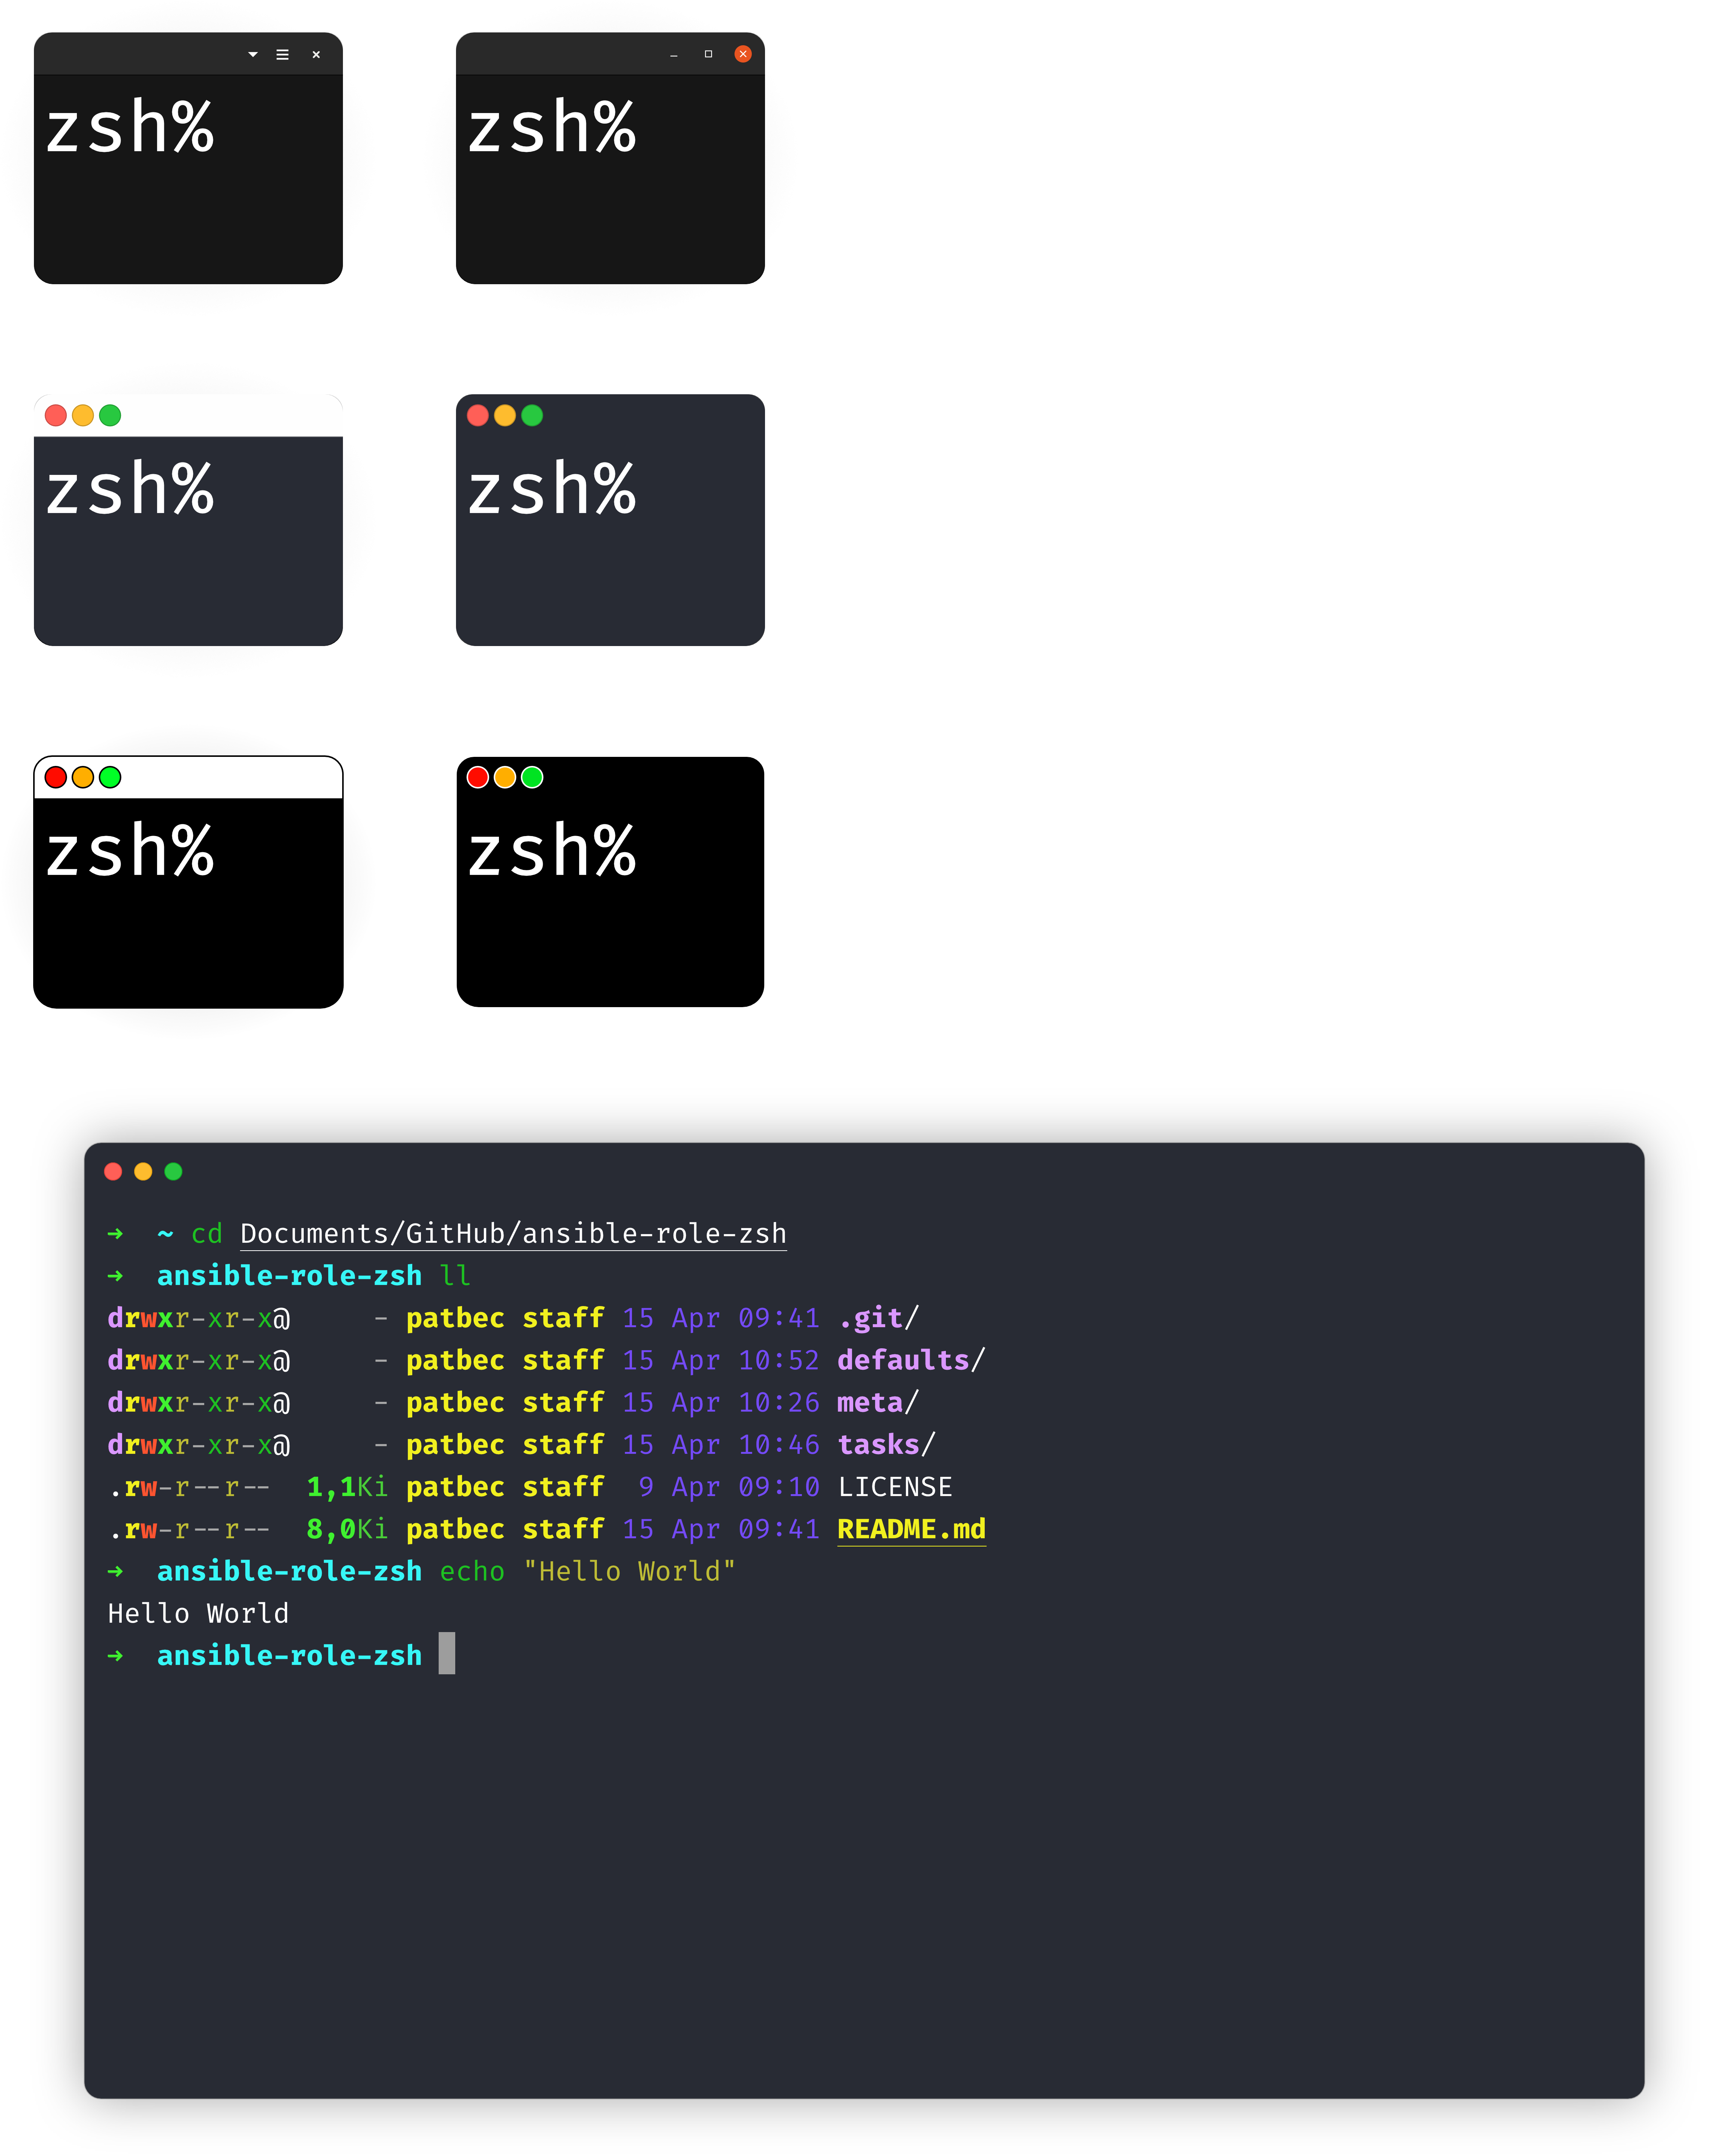 zsh% zsh%
zsh% zsh%
zsh% zsh%
➜  ~ cd Documents/GitHub/ansible-role-zsh
➜  ansible-role-zsh ll
drwxr-xr-x@     - patbec staff 15 Apr 09:41 .git/
drwxr-xr-x@     - patbec staff 15 Apr 10:52 defaults/
drwxr-xr-x@     - patbec staff 15 Apr 10:26 meta/
drwxr-xr-x@     - patbec staff 15 Apr 10:46 tasks/
.rw-r--r--  1,1Ki patbec staff  9 Apr 09:10 LICENSE
.rw-r--r--  8,0Ki patbec staff 15 Apr 09:41 README.md
➜  ansible-role-zsh echo "Hello World"
Hello World
➜  ansible-role-zsh